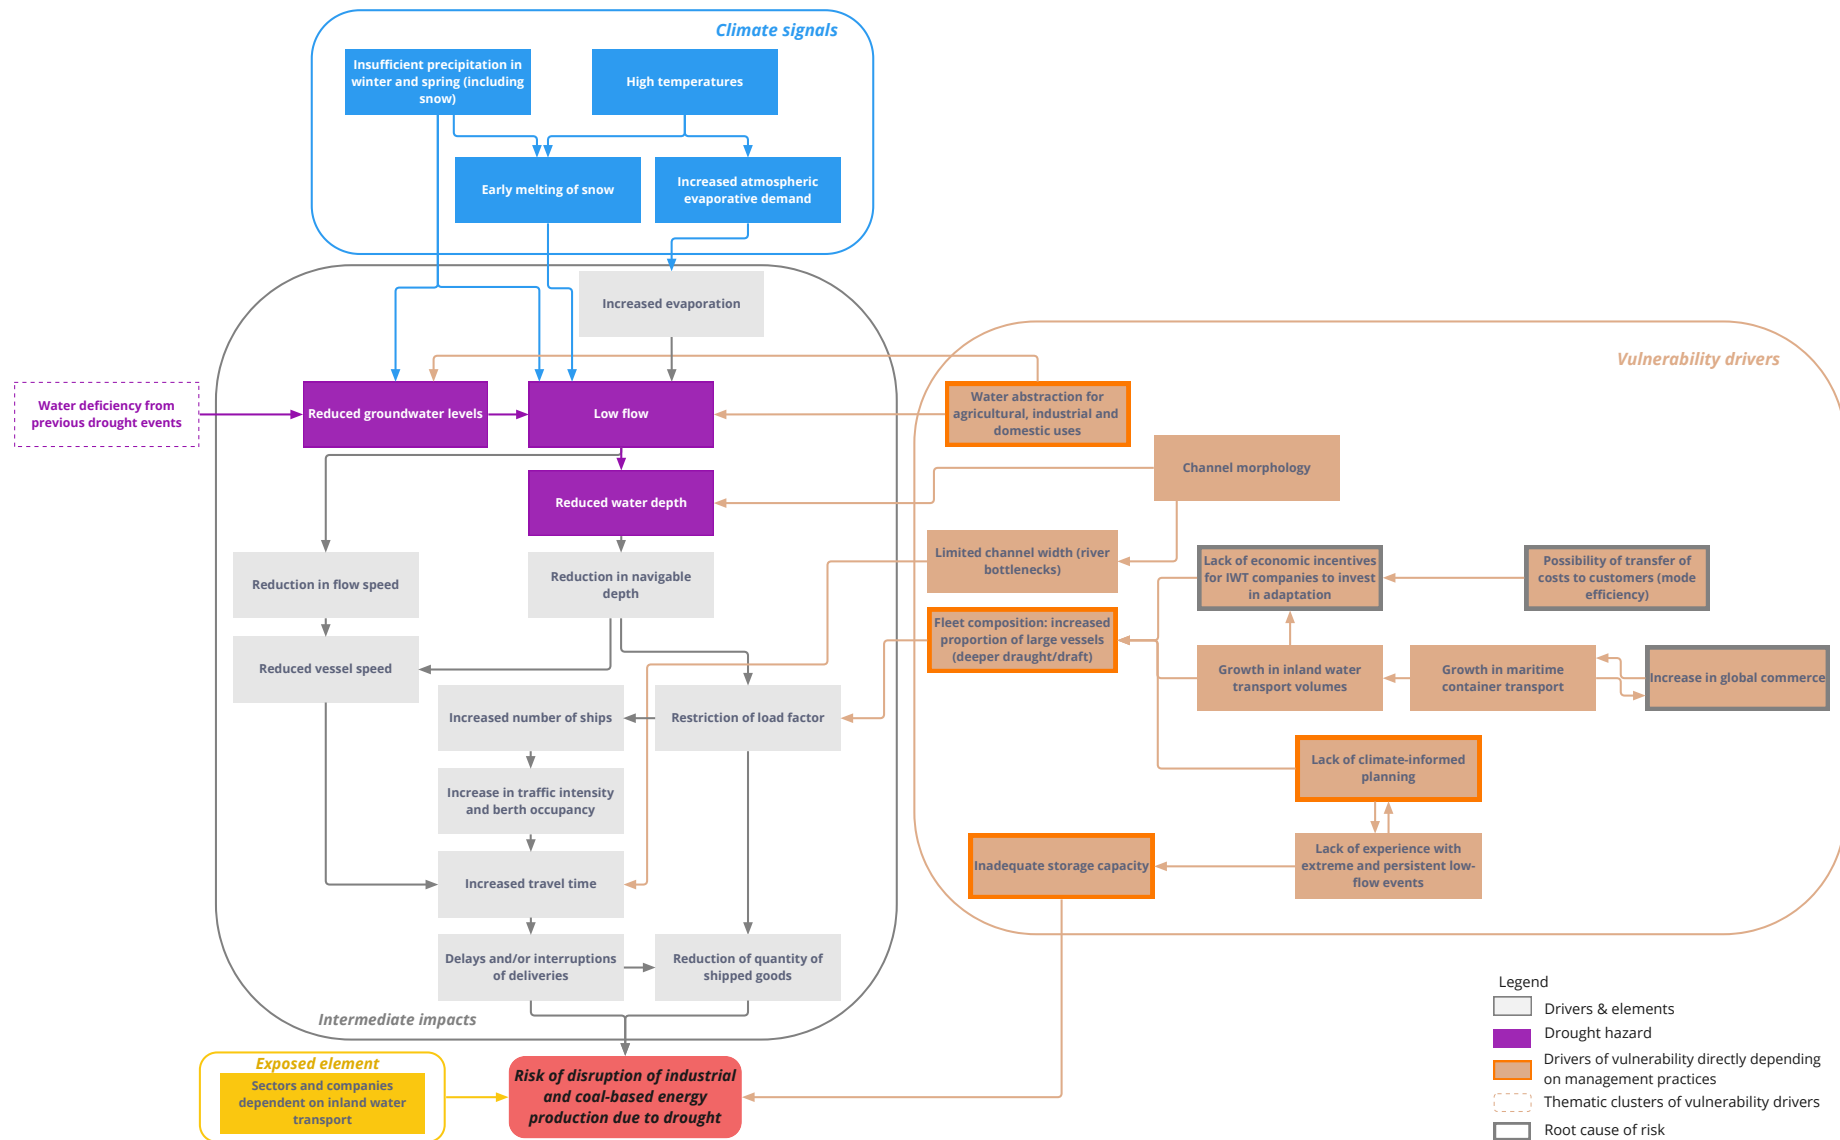 Climate signals
Insufficient precipitation in
winter and spring (including
snow)
High temperatures
Early melting of snow
Increased atmospheric
evaporative demand
Increased evaporation
Vulnerability drivers
Water deficiency from
previous drought events
Reduced groundwater levels
Low flow
Water abstraction for
agricultural, industrial and
domestic uses
Channel morphology
Reduced water depth
Limited channel width (river
bottlenecks)
Lack of economic incentives
for IWT companies to invest
in adaptation
Possibility of transfer of
costs to customers (mode
efficiency)
Reduction in flow speed
Reduction in navigable
depth
Fleet composition: increased
proportion of large vessels
(deeper draught/draft)
Reduced vessel speed
Growth in inland water
transport volumes
Growth in maritime
container transport
Increase in global commerce
Increased number of ships
Restriction of load factor
Lack of climate-informed
planning
Increase in traffic intensity
and berth occupancy
Lack of experience with
extreme and persistent low-
flow events
Inadequate storage capacity
Increased travel time
Delays and/or interruptions
of deliveries
Reduction of quantity of
shipped goods
Intermediate impacts
Exposed element
Sectors and companies
dependent on inland water
transport
Risk of disruption of industrial
and coal-based energy
production due to drought
Legend
Drivers & elements
Drought hazard
Drivers of vulnerability directly depending
on management practices
Thematic clusters of vulnerability drivers
Root cause of risk